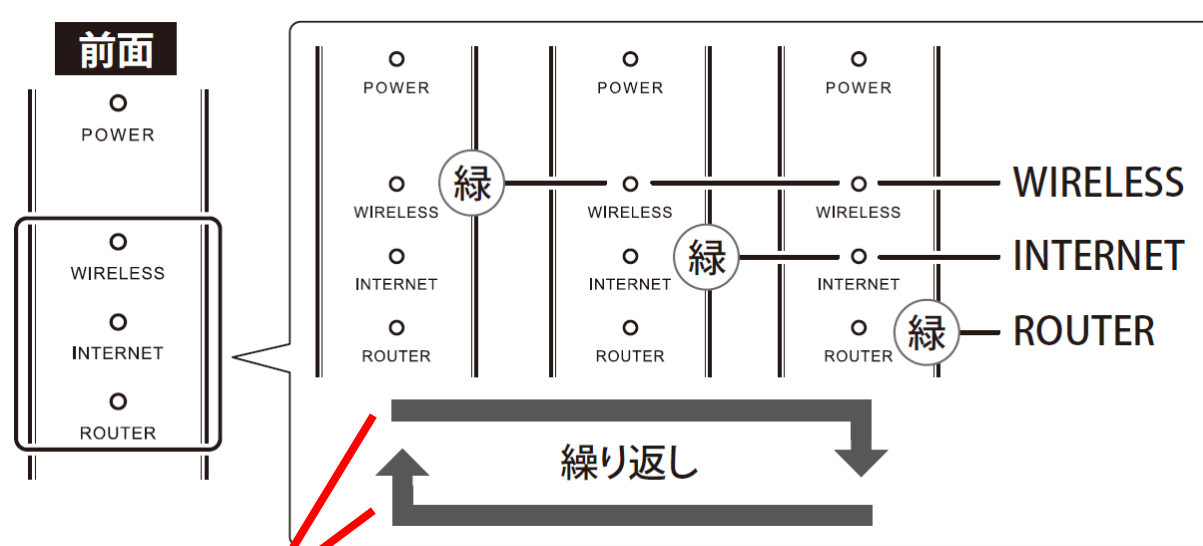 前面
POWER
WIRELESS
INTERNET
ROUTER
POWER
POWER
POWER
緑
WIRELESS
WIRELESS
WIRELESS
WIRELESS
緑
INTERNET
INTERNET
INTERNET
INTERNET
緑
ROUTER
ROUTER
ROUTER
ROUTER
繰り返し